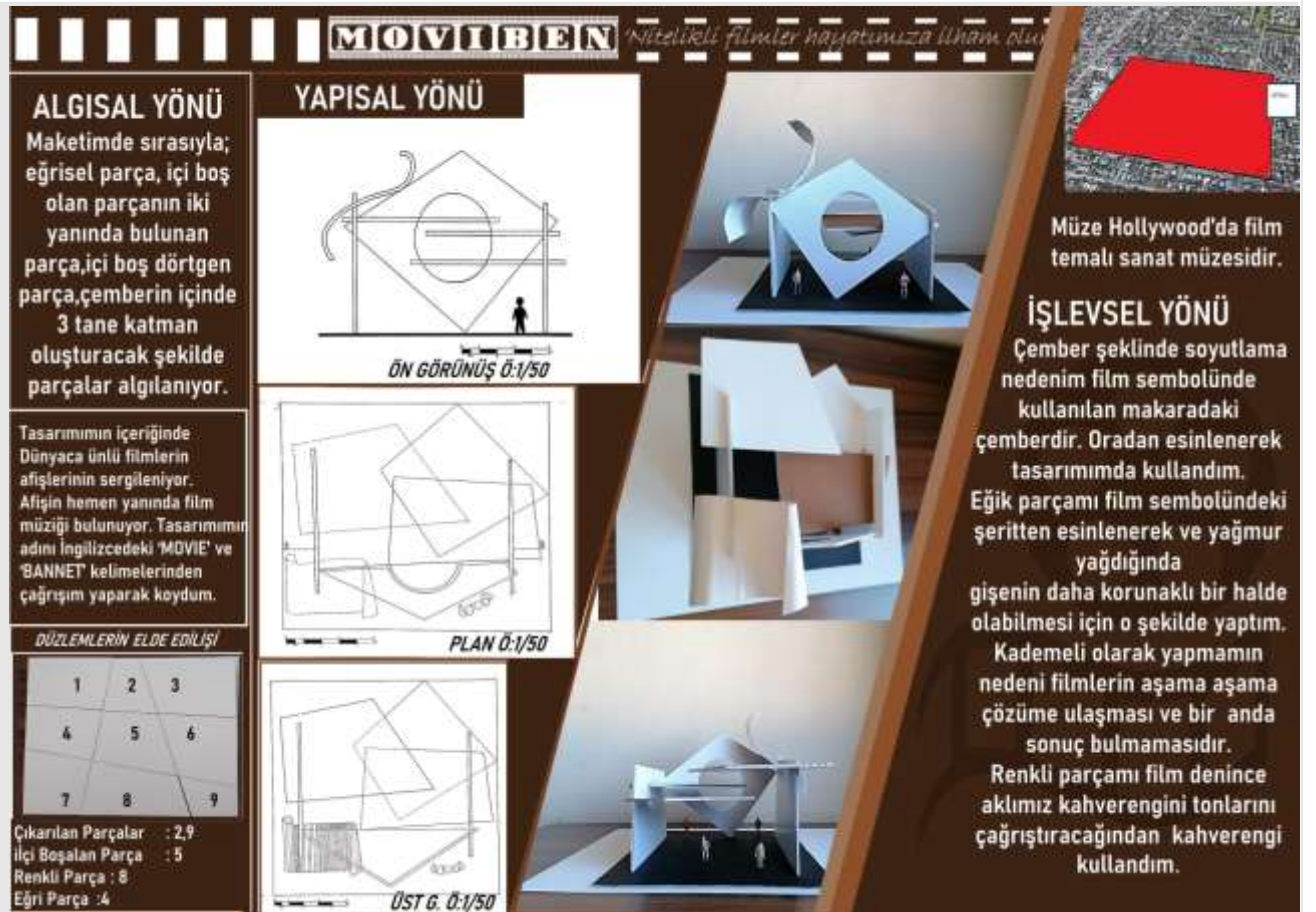 MOVIBEN
'Nitelikli filmler hayatımıza ilham olur
ALGISAL YÖNÜ
Maketimde sırasıyla;
eğrisel parça, içi boş
olan parçanın iki
yanında bulunan
parça,içi boş dörtgen
parça,çemberin içinde
3 tane katman
oluşturacak şekilde
parçalar algılanıyor.
Tasarımımın içeriğinde
Dünyaca ünlü filmlerin
afişlerinin sergileniyor.
Afişin hemen yanında film
müziği bulunuyor. Tasarımımın
adını İngilizcedeki 'MOVIE' ve
'BANNET' kelimelerinden
çağrışım yaparak koydum.
DÜZLEMLERİN ELDE EDİLİŞİ
1 2 3
4 5 6
7 8 9
Çıkarılan Parçalar : 2,9
İlçi Boşalan Parça : 5
Renkli Parça : 8
Eğri Parça :4
YAPISAL YÖNÜ
ÖN GÖRÜNÜŞ Ö:1/50
PLAN Ö:1/50
ÜST G. Ö:1/50
Müze Hollywood'da film
temalı sanat müzesidir.
İŞLEVSEL YÖNÜ
Çember şeklinde soyutlama
nedenim film sembolünde
kullanılan makaradaki
çemberdir. Oradan esinlenerek
tasarımımda kullandım.
Eğik parçamı film sembolündeki
şeritten esinlenerek ve yağmur
yağdığında
gişenin daha korunaklı bir halde
olabilmesi için o şekilde yaptım.
Kademeli olarak yapmamın
nedeni filmlerin aşama aşama
çözüme ulaşması ve bir anda
sonuç bulmamasıdır.
Renkli parçamı film denince
aklımız kahverengini tonlarını
çağrıştıracağından kahverengi
kullandım.